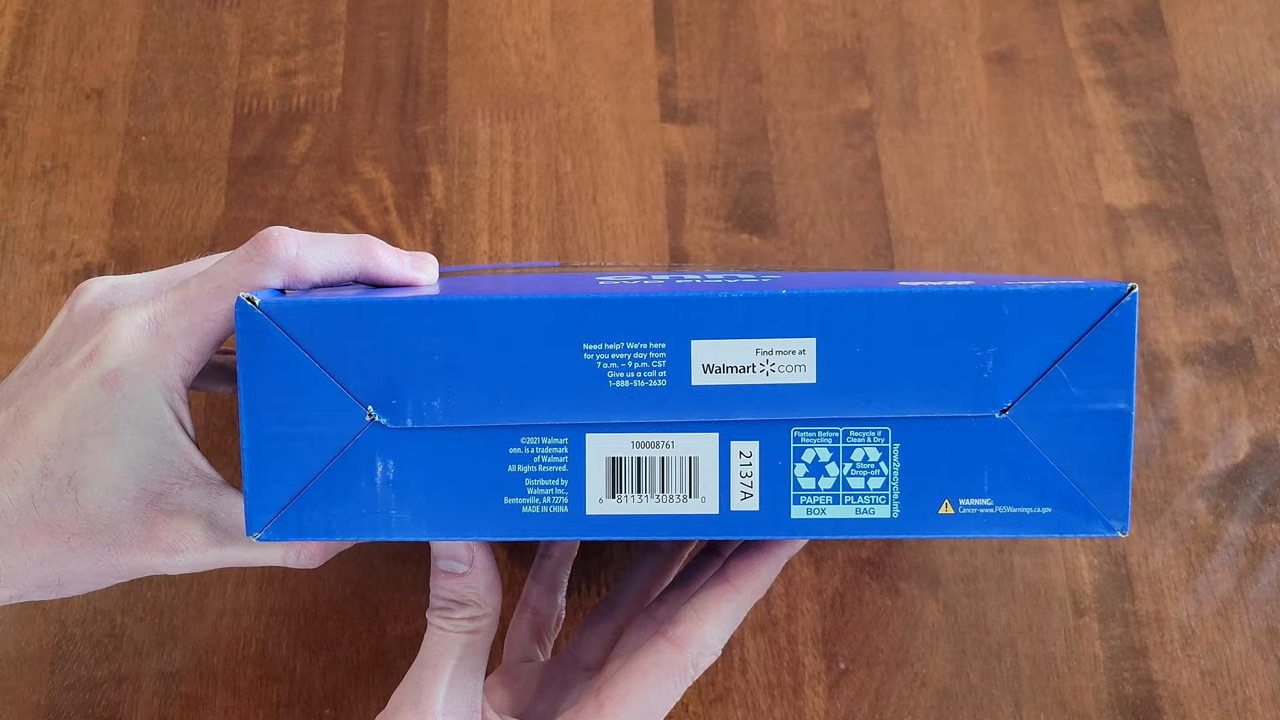 onn.
DVD Player
Need help? We're here
for you every day from
7 a.m. – 9 p.m. CST
Give us a call at
1-888-516-2630
Find more at
Walmart com
©2021 Walmart
onn. is a trademark
of Walmart
All Rights Reserved.
Distributed by
Walmart Inc.,
Bentonville, AR 72716
MADE IN CHINA
100008761
6 81131 30838 0
2137A
Flatten Before
Recycling
PAPER
BOX
Recycle if
Clean & Dry
Store
Drop-off
PLASTIC
BAG
how2recycle.info
WARNING:
Cancer-www.P65Warnings.ca.gov